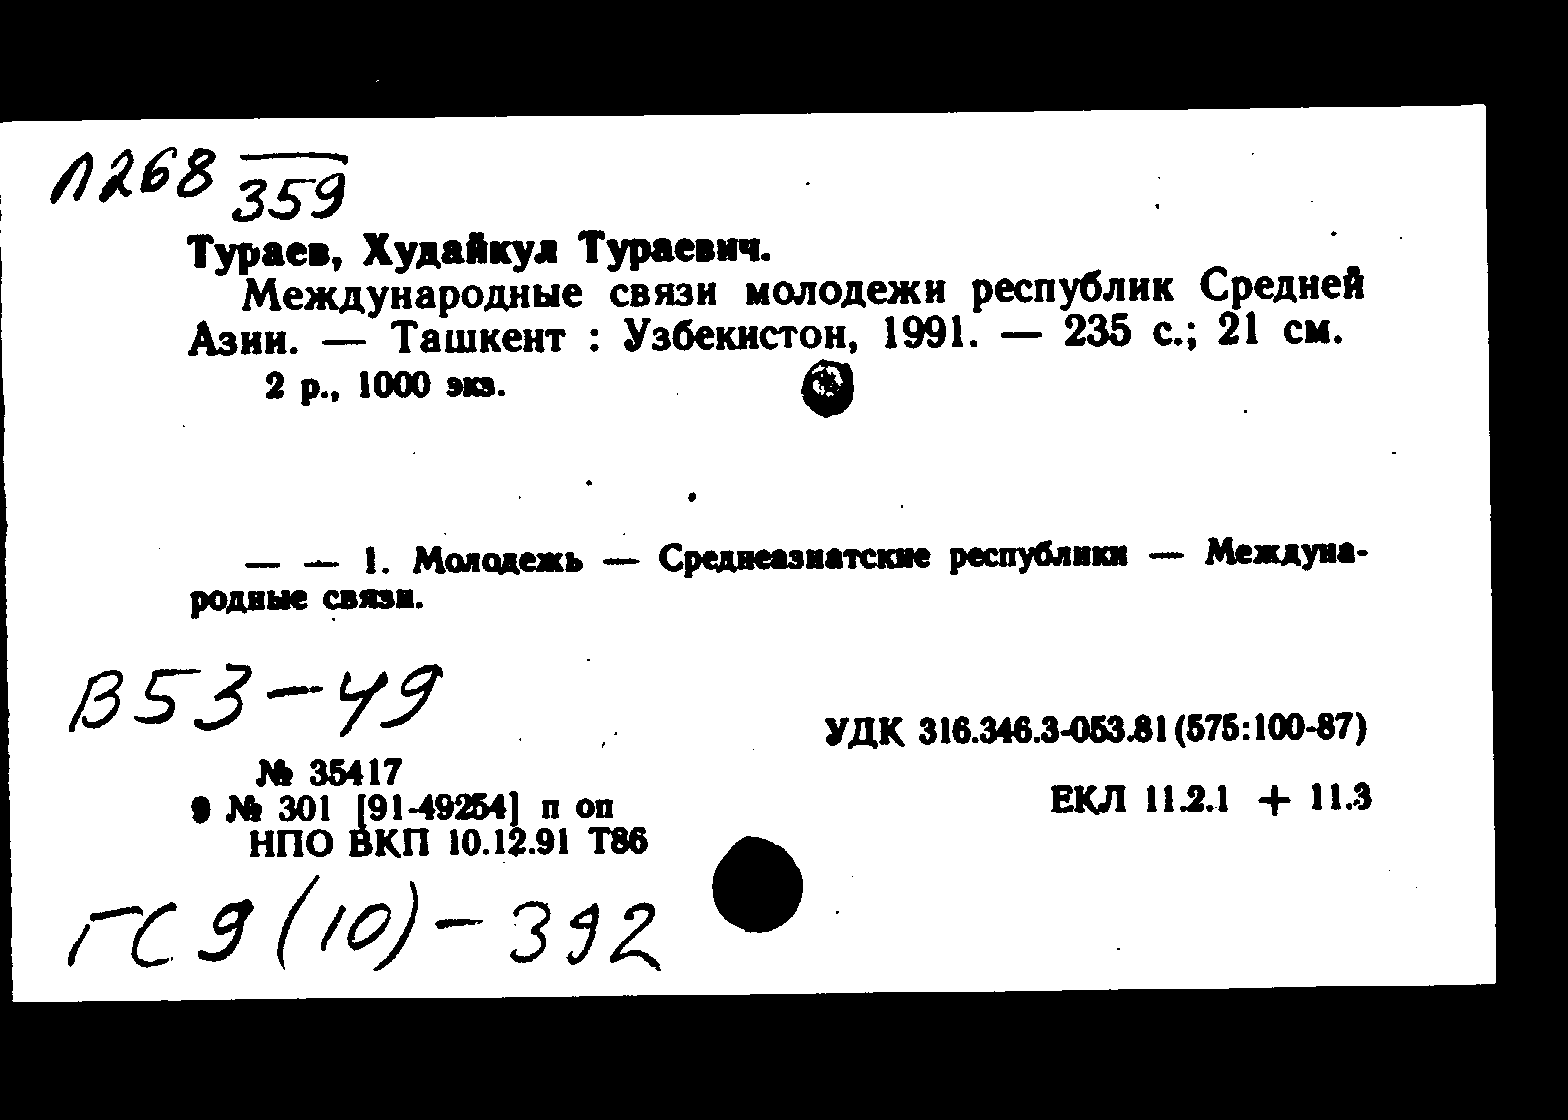 Л268 359
Тураев, Худайкул Тураевич.
Международные связи молодежи республик Средней
Азии. — Ташкент : Узбекистон, 1991. — 235 с.; 21 см.
2 р., 1000 экз.
— — 1. Молодежь — Среднеазиатские республики — Междуна-
родные связи.
В53-49
УДК 316.346.3-053.81(575:100-87)
№ 35417
ЕКЛ 11.2.1 + 11.3
№ 301 [91-49254] п оп
НПО ВКП 10.12.91 Т86
ГС 9(10)-392